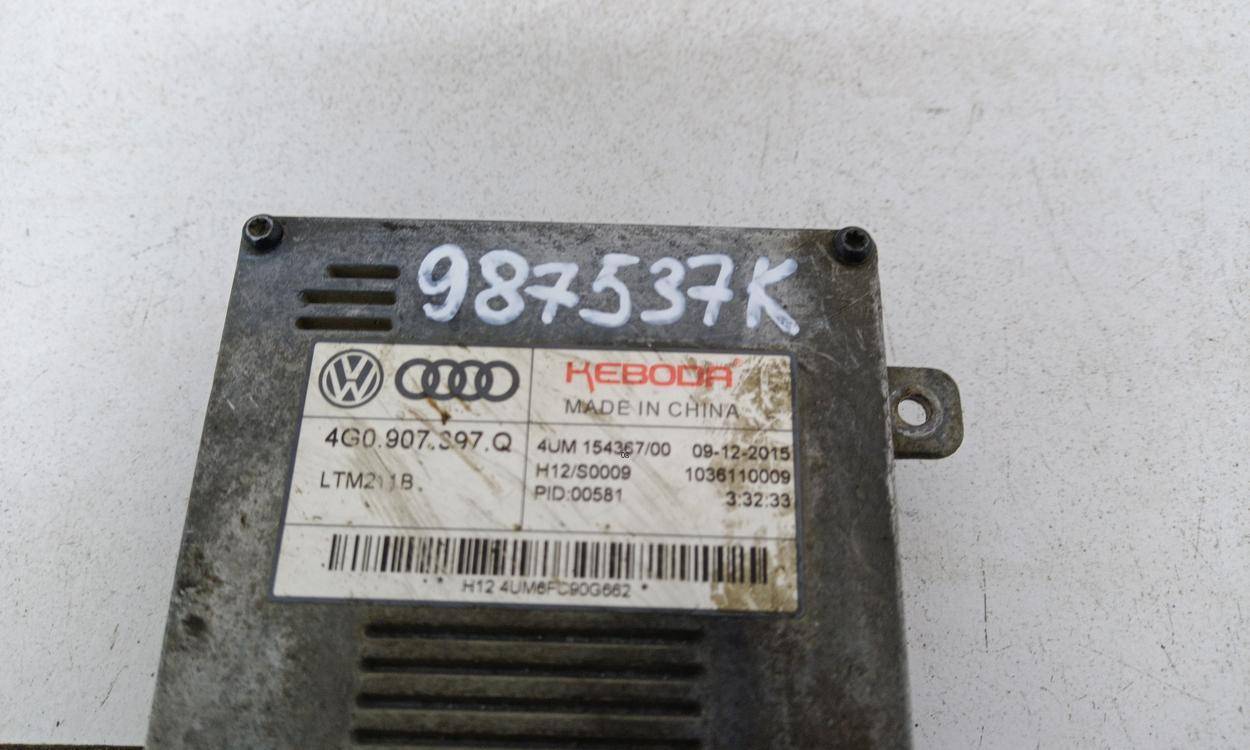 987537K
KEBODA
MADE IN CHINA
4G0.907.397.Q
4UM 154367/00 09-12-2015
LTM211B
H12/S0009 1036110009
PID:00581 3:32:33
H12 4UM6FC90G662